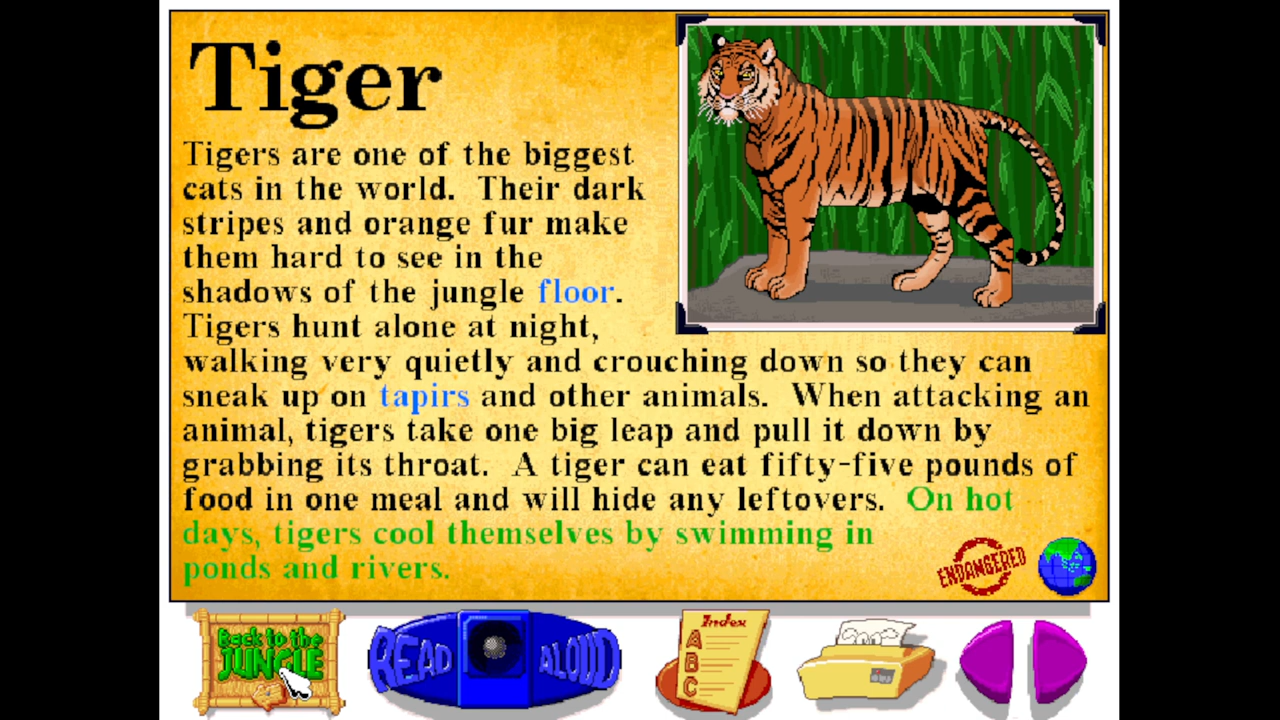 Tiger
Tigers are one of the biggest
cats in the world. Their dark
stripes and orange fur make
them hard to see in the
shadows of the jungle floor.
Tigers hunt alone at night,
walking very quietly and crouching down so they can
sneak up on tapirs and other animals. When attacking an
animal, tigers take one big leap and pull it down by
grabbing its throat. A tiger can eat fifty-five pounds of
food in one meal and will hide any leftovers. On hot
days, tigers cool themselves by swimming in
ponds and rivers.
ENDANGERED
Back to the
JUNGLE
READ ALOUD
Index
A
B
C